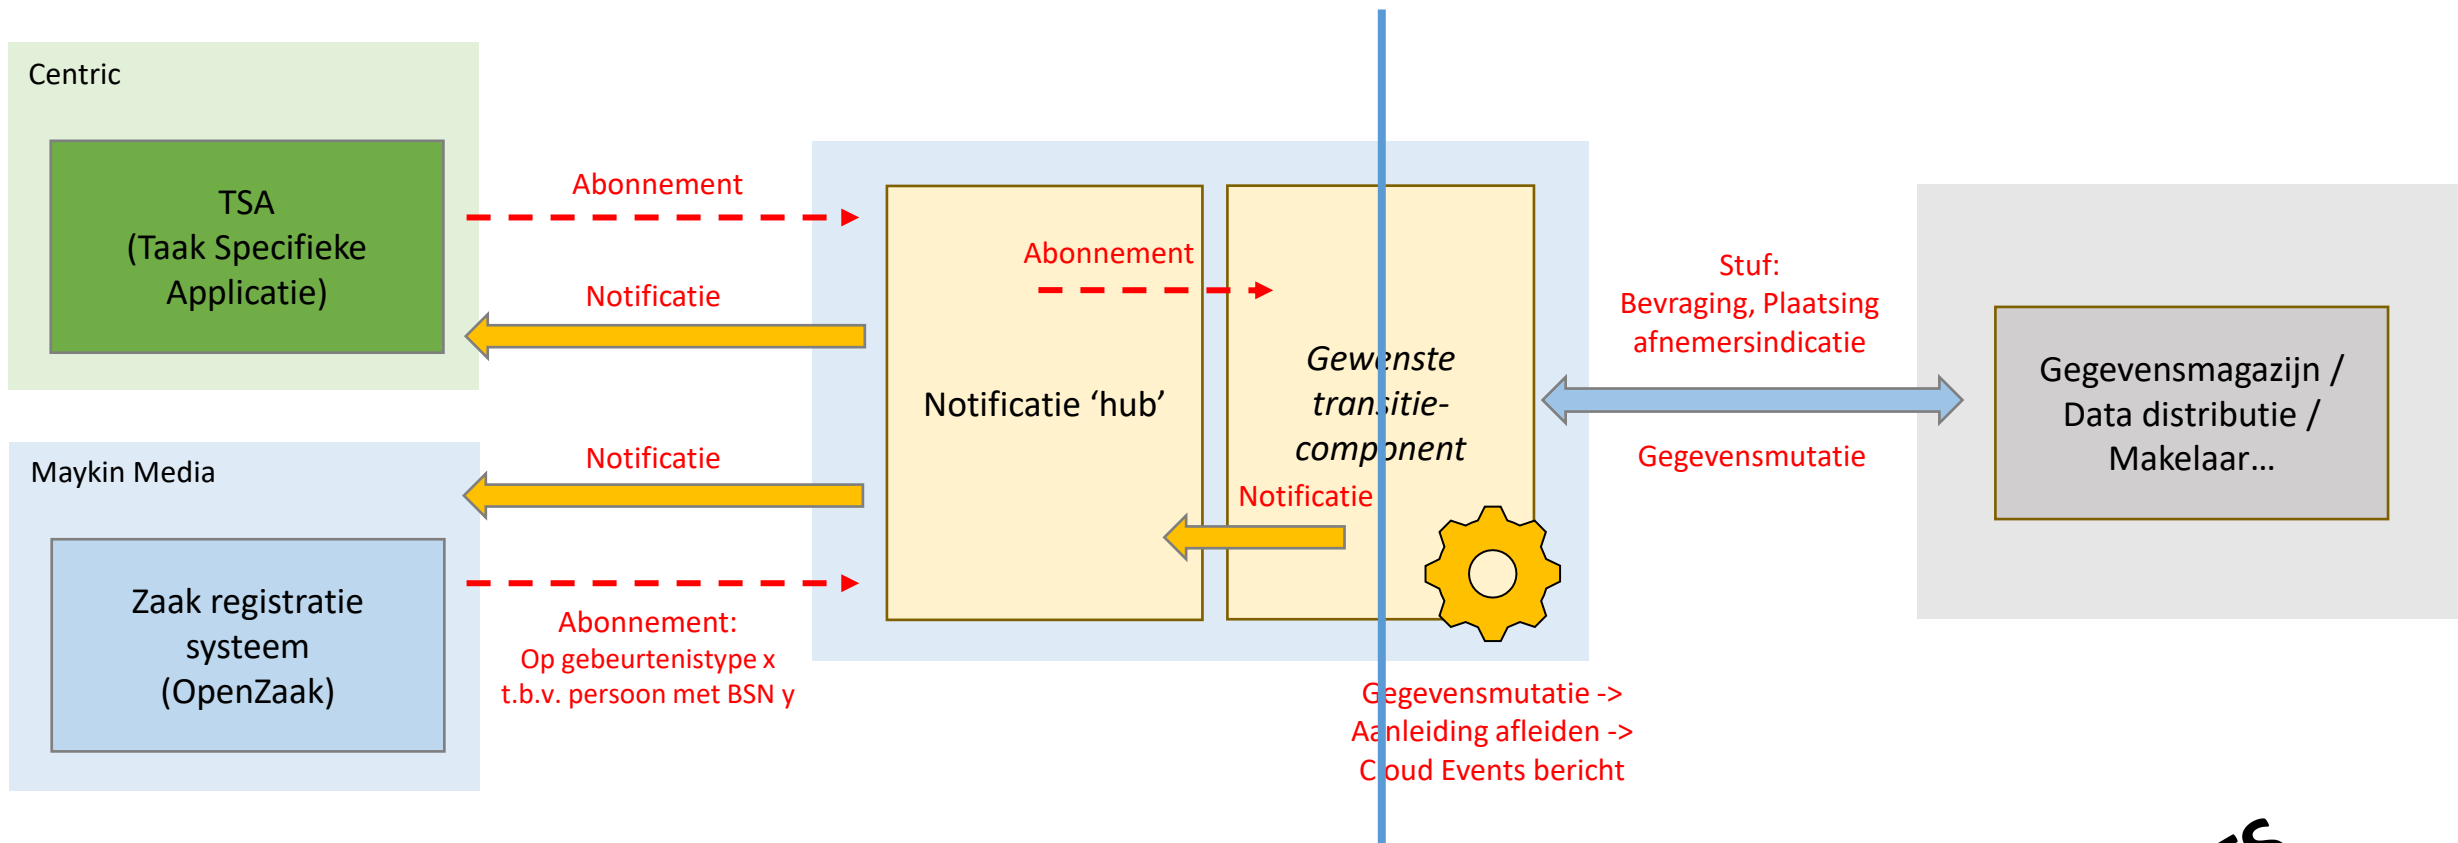 Centric
TSA
(Taak Specifieke
Applicatie)
Abonnement
Notificatie
Maykin Media
Zaak registratie
systeem
(OpenZaak)
Notificatie
Abonnement:
Op gebeurtenistype x
t.b.v. persoon met BSN y
Notificatie ‘hub’
Abonnement
Gewenste
transitie-
component
Notificatie
Gegevensmutatie ->
Aanleiding afleiden ->
Cloud Events bericht
Stuf:
Bevraging, Plaatsing
afnemersindicatie
Gegevensmutatie
Gegevensmagazijn /
Data distributie /
Makelaar…